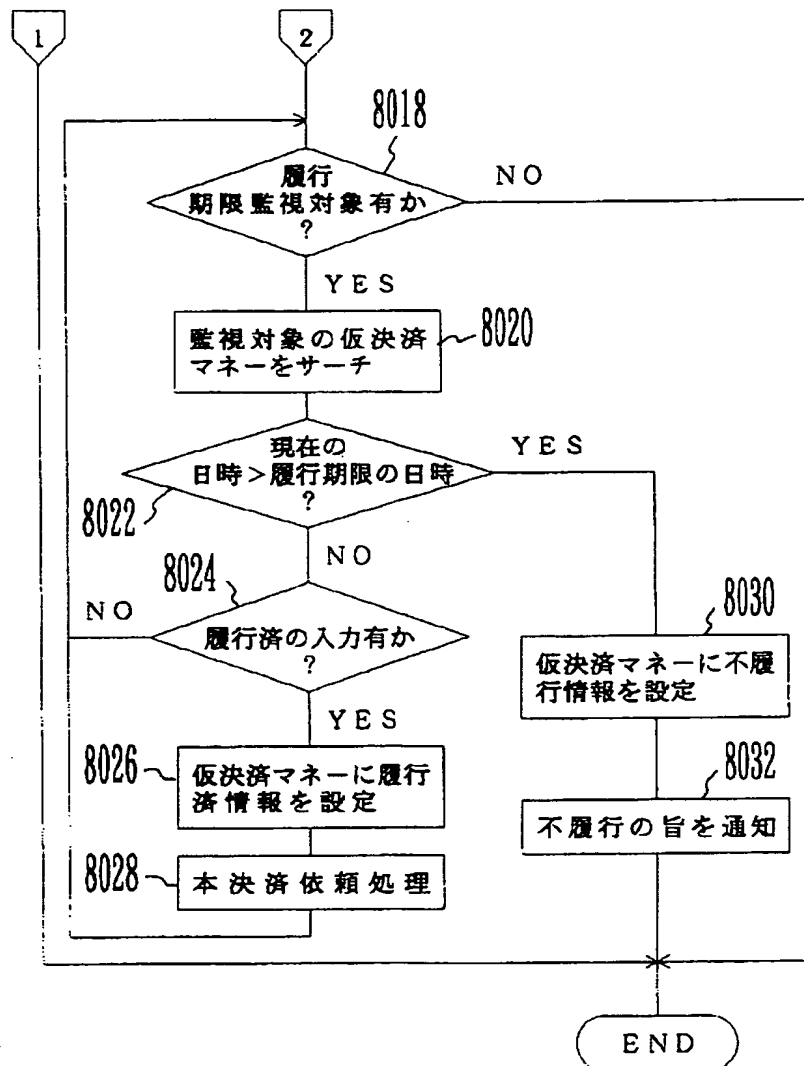 1
2
8018
履行
期限監視対象有か
?
NO
YES
監視対象の仮決済
マネーをサーチ
8020
現在の
日時>履行期限の日時
?
YES
8022
NO
8024
NO
履行済の入力有か
?
YES
8030
仮決済マネーに不履
行情報を設定
8026
仮決済マネーに履行
済情報を設定
8032
不履行の旨を通知
8028
本決済依頼処理
END